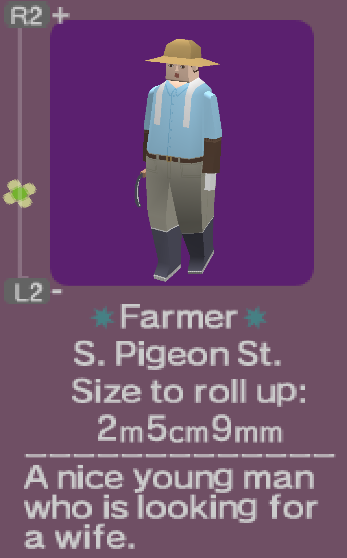 R2 +
L2 -
Farmer
S. Pigeon St.
Size to roll up:
2m5cm9mm
A nice young man
who is looking for
a wife.